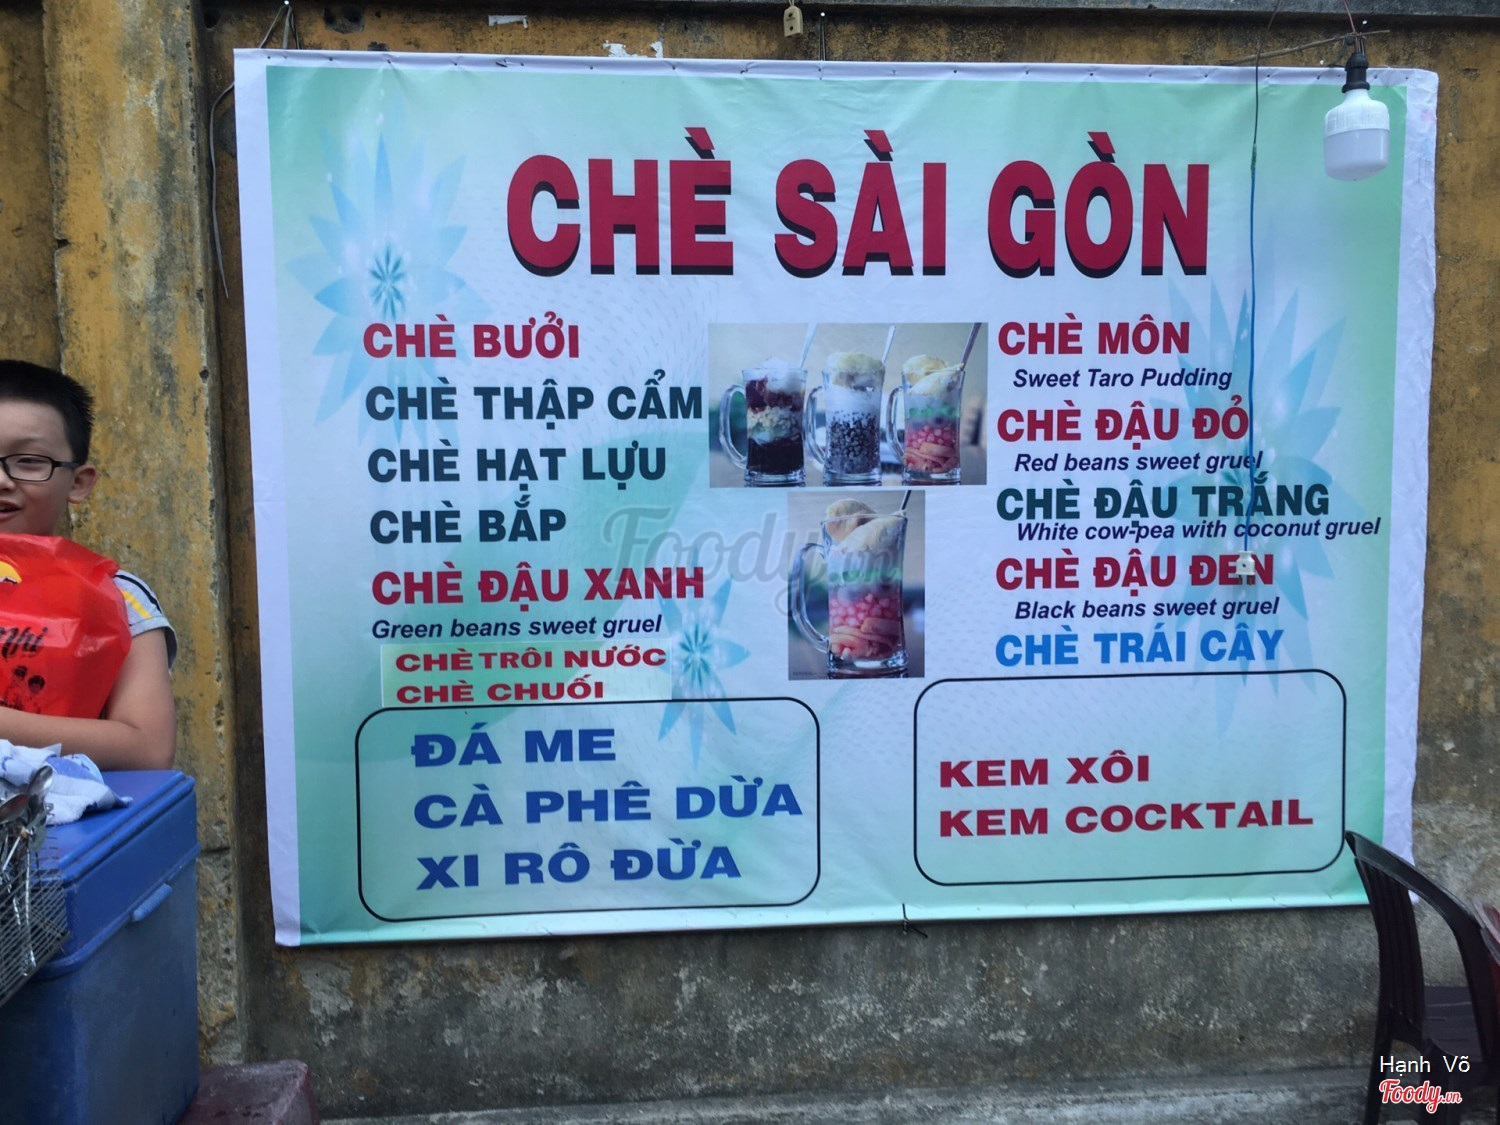 CHÈ SÀI GÒN
CHÈ BƯỞI
CHÈ THẬP CẨM
CHÈ HẠT LỰU
CHÈ BẮP
CHÈ ĐẬU XANH
Green beans sweet gruel
CHÈ TRÔI NƯỚC
CHÈ CHUỐI
CHÈ MÔN
Sweet Taro Pudding
CHÈ ĐẬU ĐỎ
Red beans sweet gruel
CHÈ ĐẬU TRẮNG
White cow-pea with coconut gruel
CHÈ ĐẬU ĐEN
Black beans sweet gruel
CHÈ TRÁI CÂY
ĐÁ ME
CÀ PHÊ DỪA
XI RÔ ĐỪA
KEM XÔI
KEM COCKTAIL
Foody.vn
Nhi
Hạnh Võ
Foody.vn